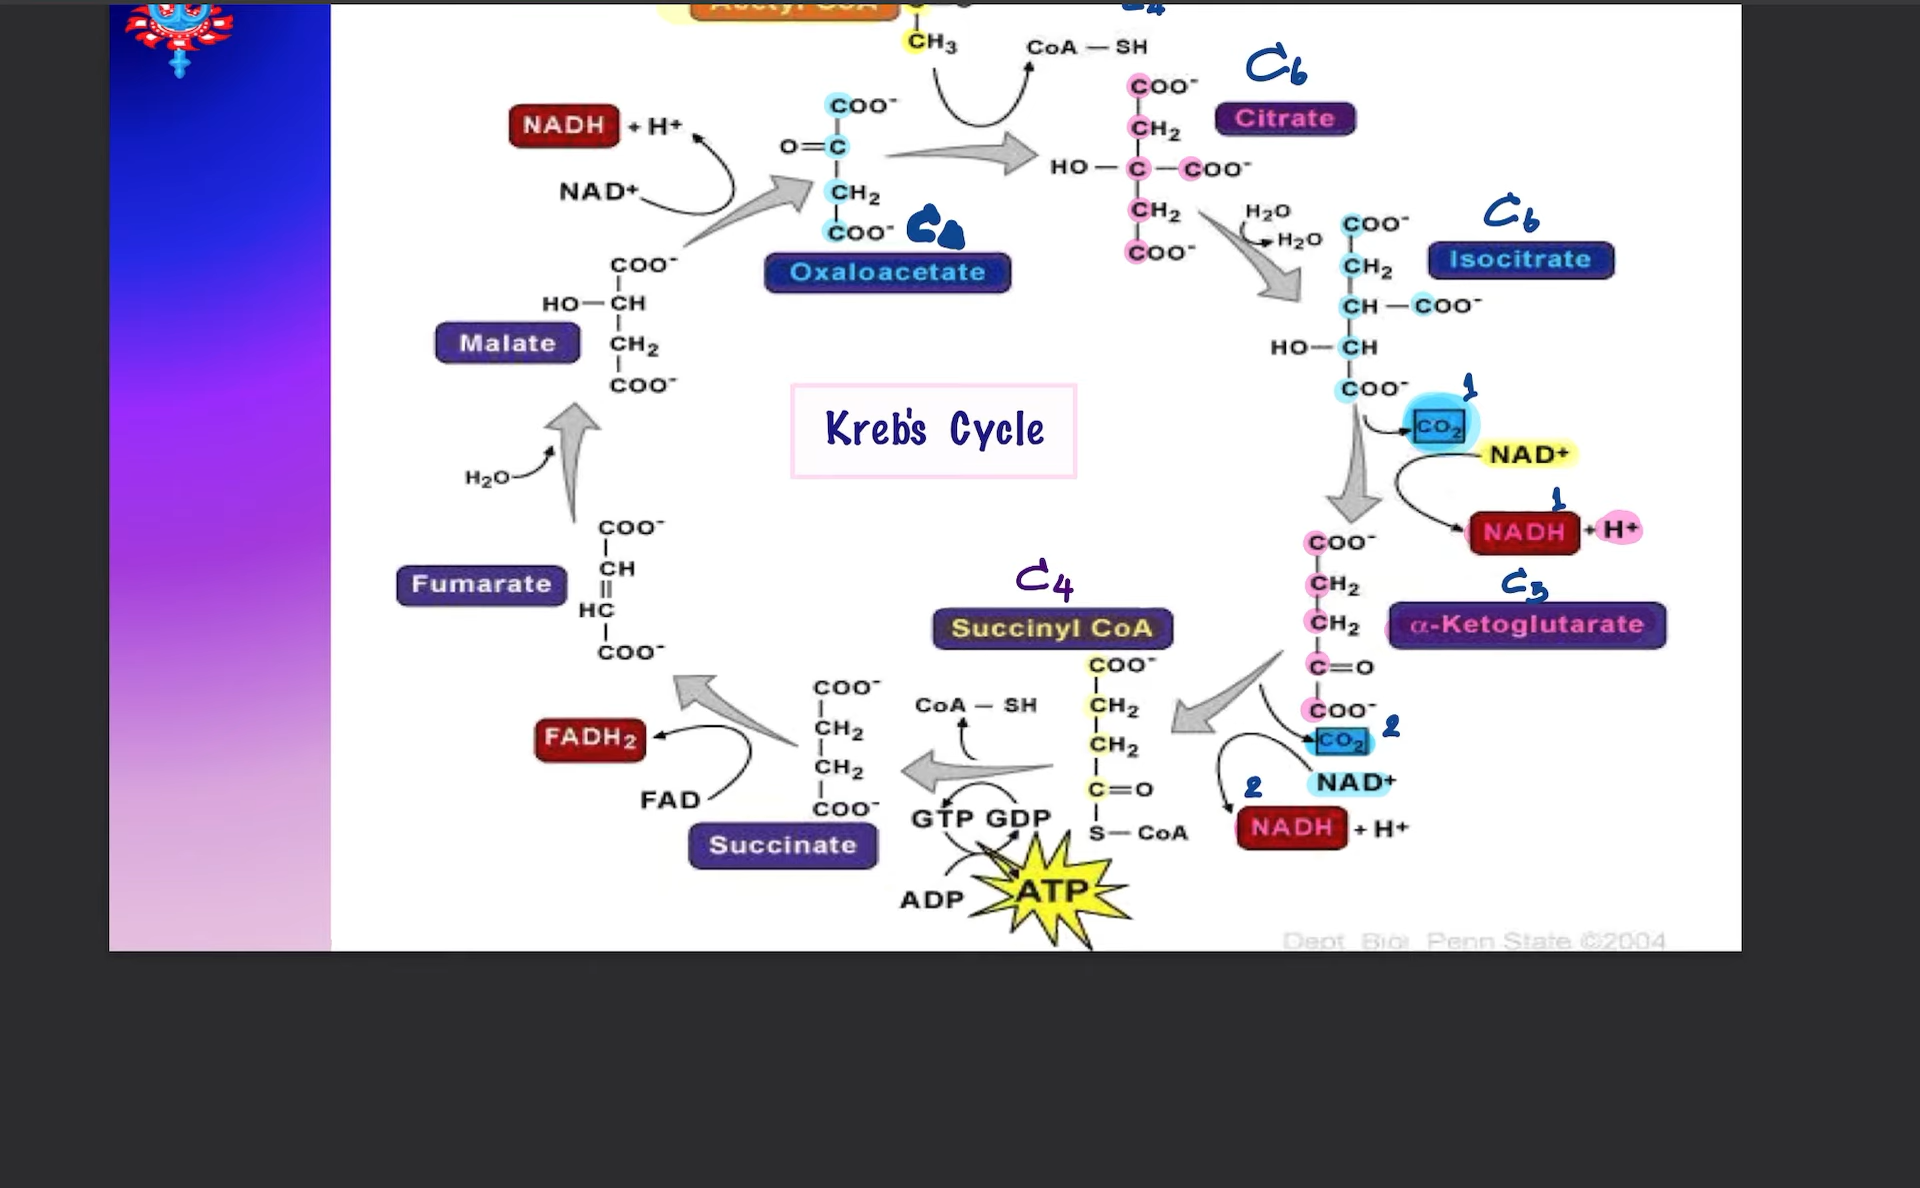 Acetyl CoA
CH3
CoA — SH
C6
COO-
CH2
HO — C — COO-
CH2
COO-
Citrate
NADH + H+
NAD+
COO-
O=C
CH2
COO-
Oxaloacetate
H2O
H2O
C6
Isocitrate
COO-
CH2
CH — COO-
HO — CH
COO-
COO-
HO — CH
CH2
COO-
Malate
Kreb's Cycle
1
CO2
NAD+
1
NADH + H+
H2O
COO-
CH
HC
COO-
Fumarate
COO-
CH2
CH2
C=O
COO-
C5
α-Ketoglutarate
C4
Succinyl CoA
COO-
CH2
CH2
C=O
S — CoA
CO2 2
NAD+
2
NADH + H+
CoA — SH
GTP GDP
ADP
ATP
COO-
CH2
CH2
COO-
Succinate
FADH2
FAD
Dept Biol Penn State ©2004